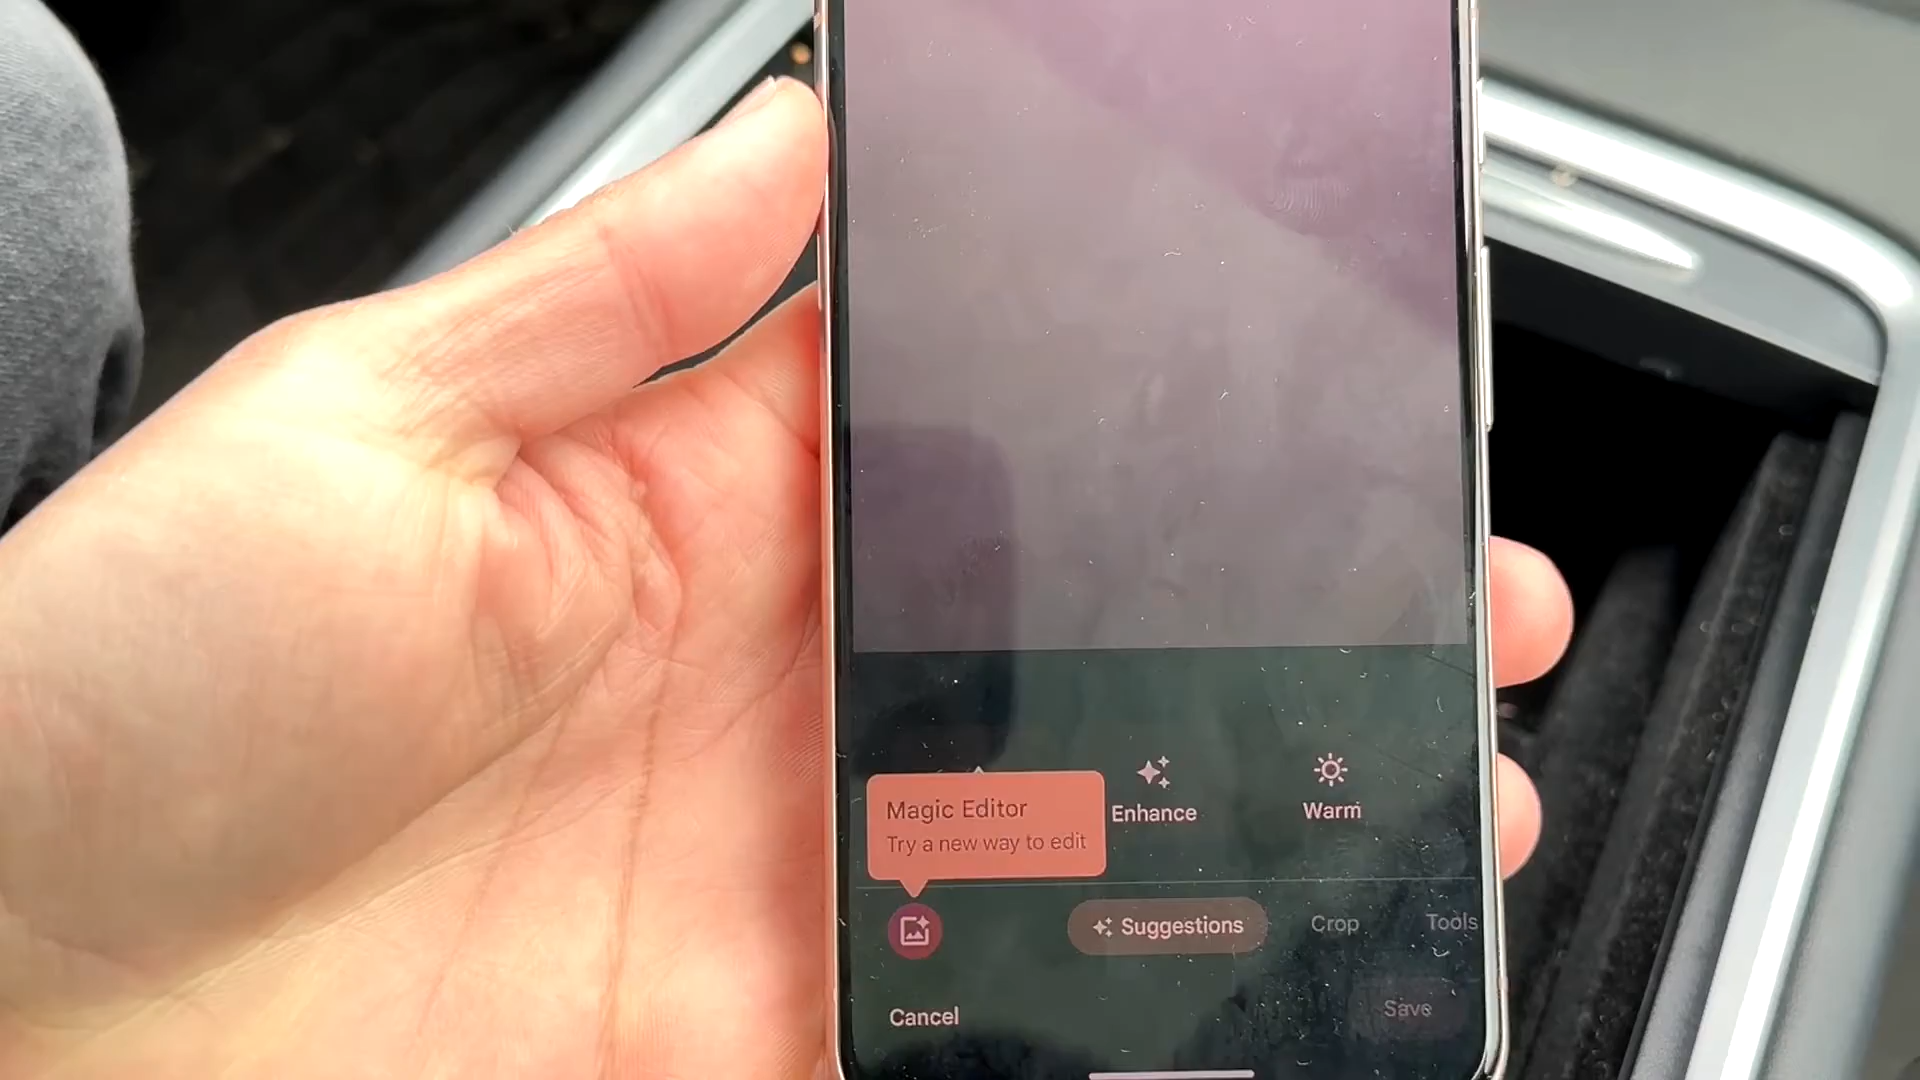 Magic Editor
Try a new way to edit
Enhance
Warm
Suggestions
Crop
Tools
Cancel
Save